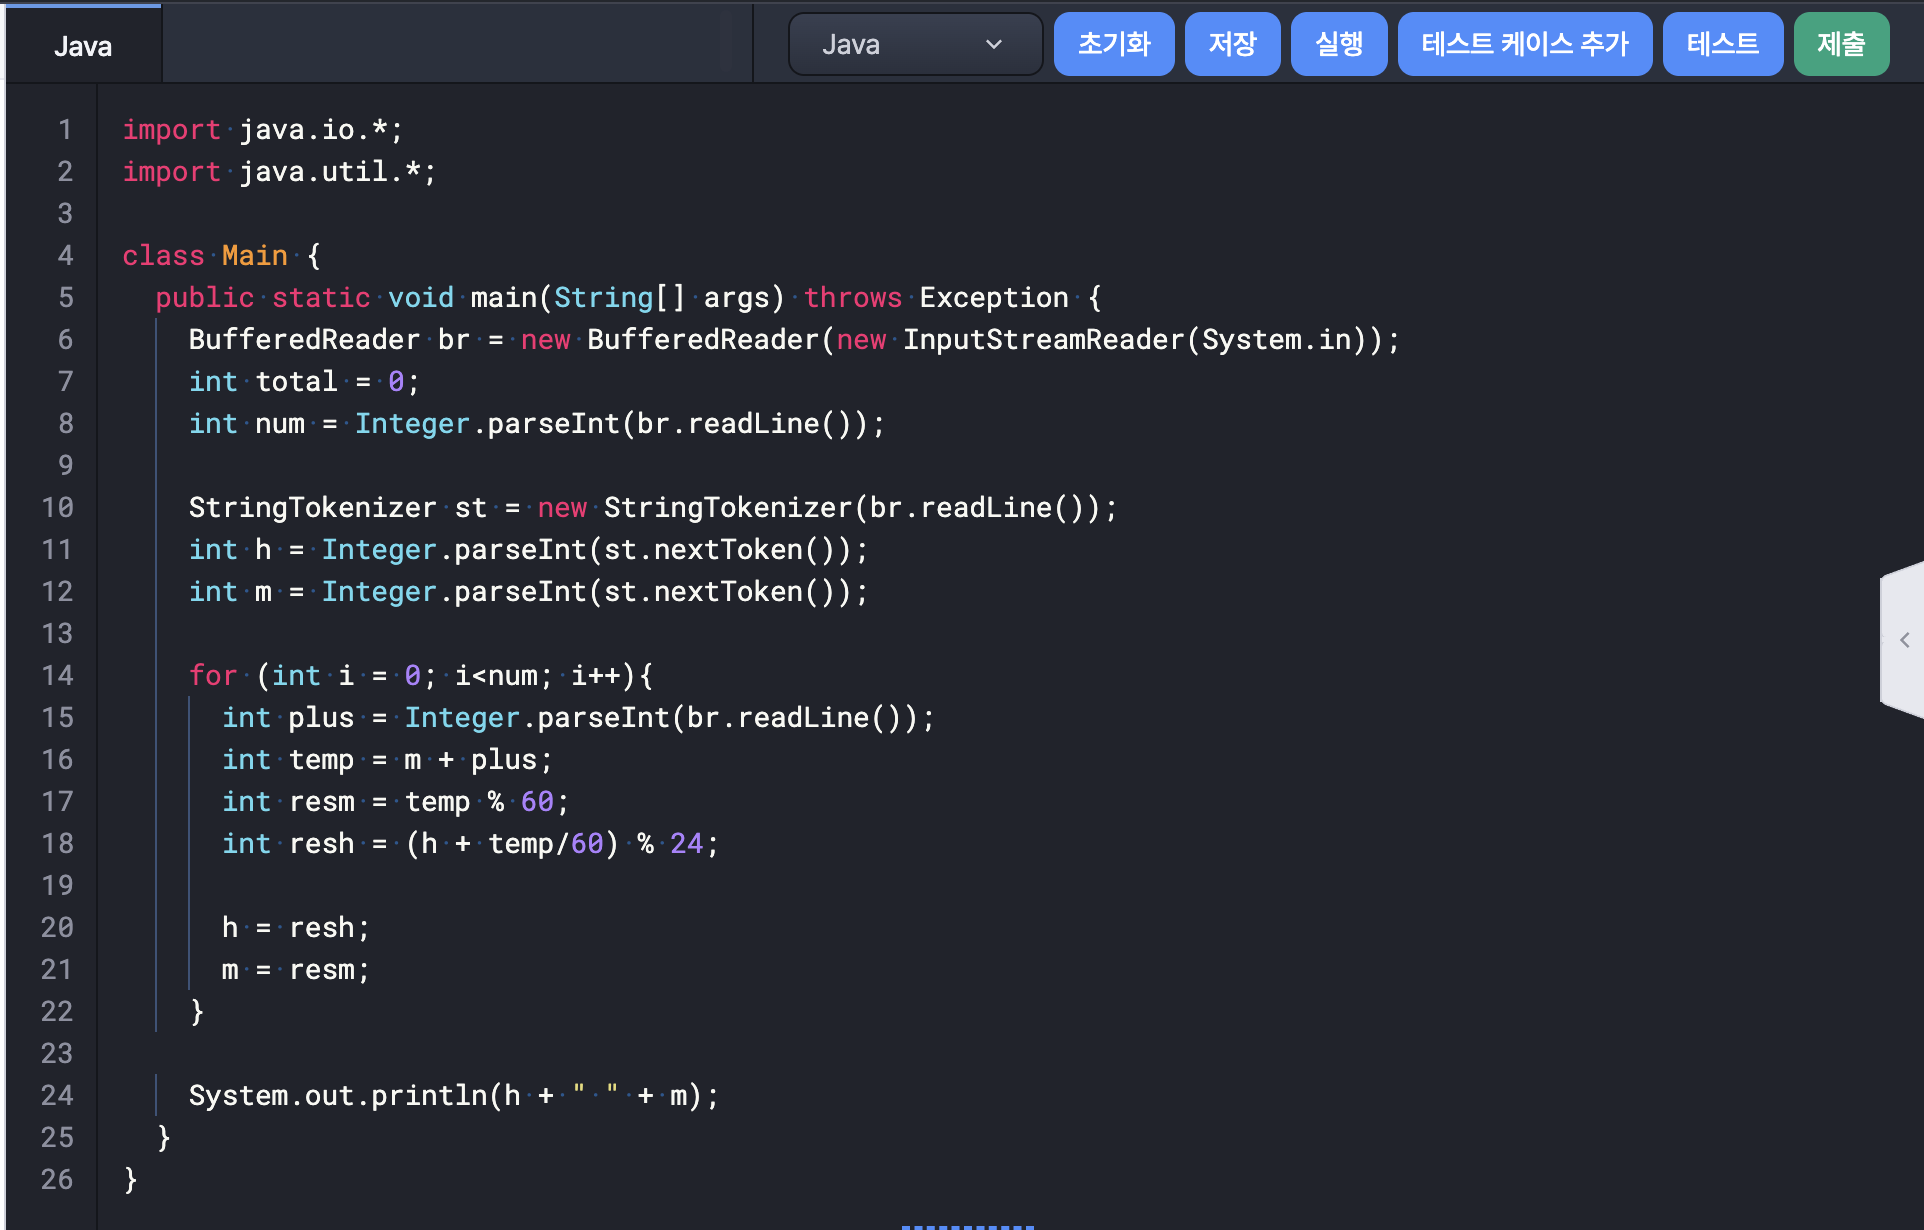 Java
Java 초기화 저장 실행 테스트 케이스 추가 테스트 제출
1 import java.io.*;
2 import java.util.*;
3
4 class Main {
5   public static void main(String[] args) throws Exception {
6     BufferedReader br = new BufferedReader(new InputStreamReader(System.in));
7     int total = 0;
8     int num = Integer.parseInt(br.readLine());
9
10     StringTokenizer st = new StringTokenizer(br.readLine());
11     int h = Integer.parseInt(st.nextToken());
12     int m = Integer.parseInt(st.nextToken());
13
14     for (int i = 0; i<num; i++){
15       int plus = Integer.parseInt(br.readLine());
16       int temp = m + plus;
17       int resm = temp % 60;
18       int resh = (h + temp/60) % 24;
19
20       h = resh;
21       m = resm;
22     }
23
24     System.out.println(h + " " + m);
25   }
26 }